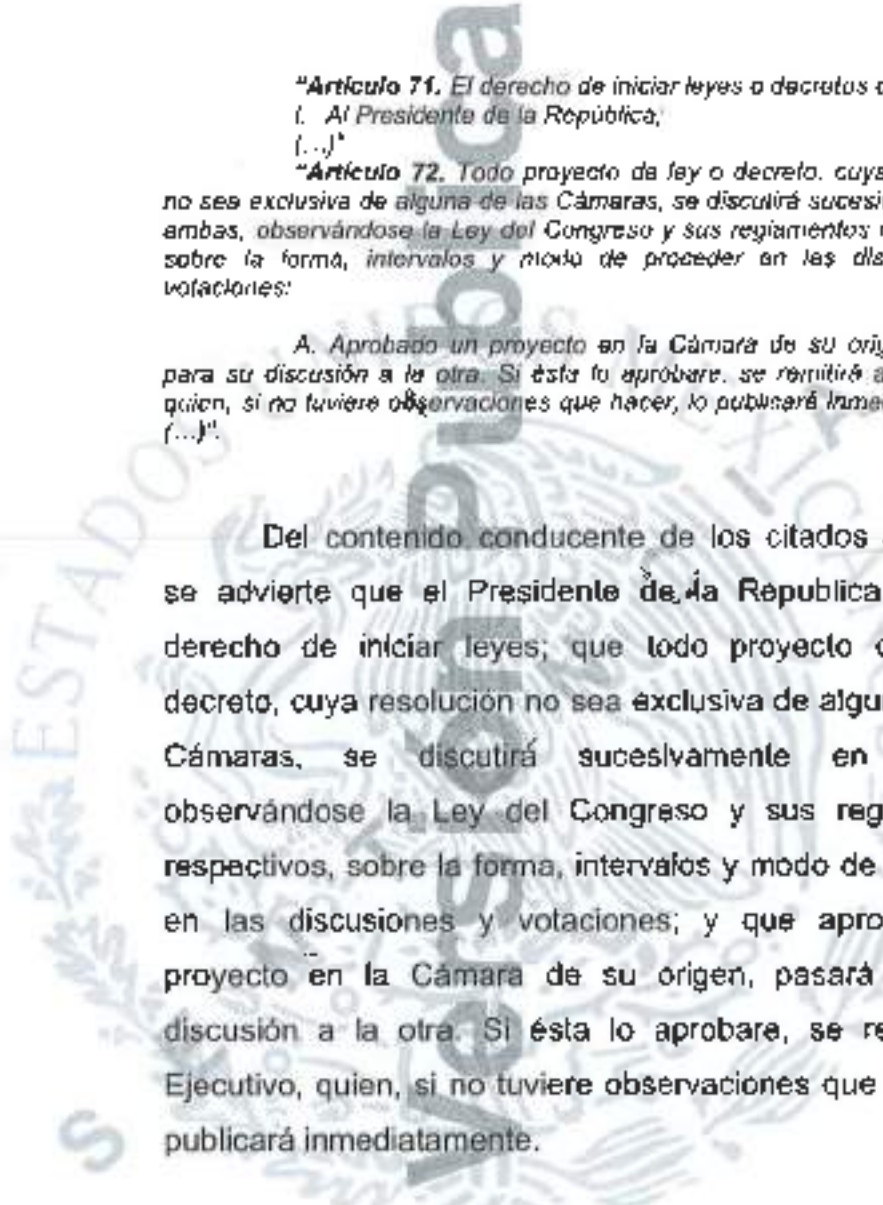 "Artículo 71. El derecho de iniciar leyes o decretos
I. Al Presidente de la República;
(...)"
"Artículo 72. Todo proyecto de ley o decreto, cuya
no sea exclusiva de alguna de las Cámaras, se discutirá
ambas, observándose la Ley del Congreso y sus reglamentos
sobre la forma, intervalos y modo de proceder en las
votaciones:
A. Aprobado un proyecto en la Cámara de su
para su discusión a la otra. Si ésta lo aprobare, se remitirá
quien, si no tuviere observaciones que hacer, lo publicará
(...)".
Del contenido conducente de los citados
se advierte que el Presidente de la Republica
derecho de iniciar leyes; que todo proyecto
decreto, cuya resolución no sea exclusiva de
Cámaras, se discutirá sucesivamente en
observándose la Ley del Congreso y sus reg
respectivos, sobre la forma, intervalos y modo de
en las discusiones y votaciones; y que apro
proyecto en la Cámara de su origen, pasará
discusión a la otra. Si ésta lo aprobare, se re
Ejecutivo, quien, si no tuviere observaciones que
publicará inmediatamente.
Versión Pública
ESTADOS UNIDOS MEXICA
S